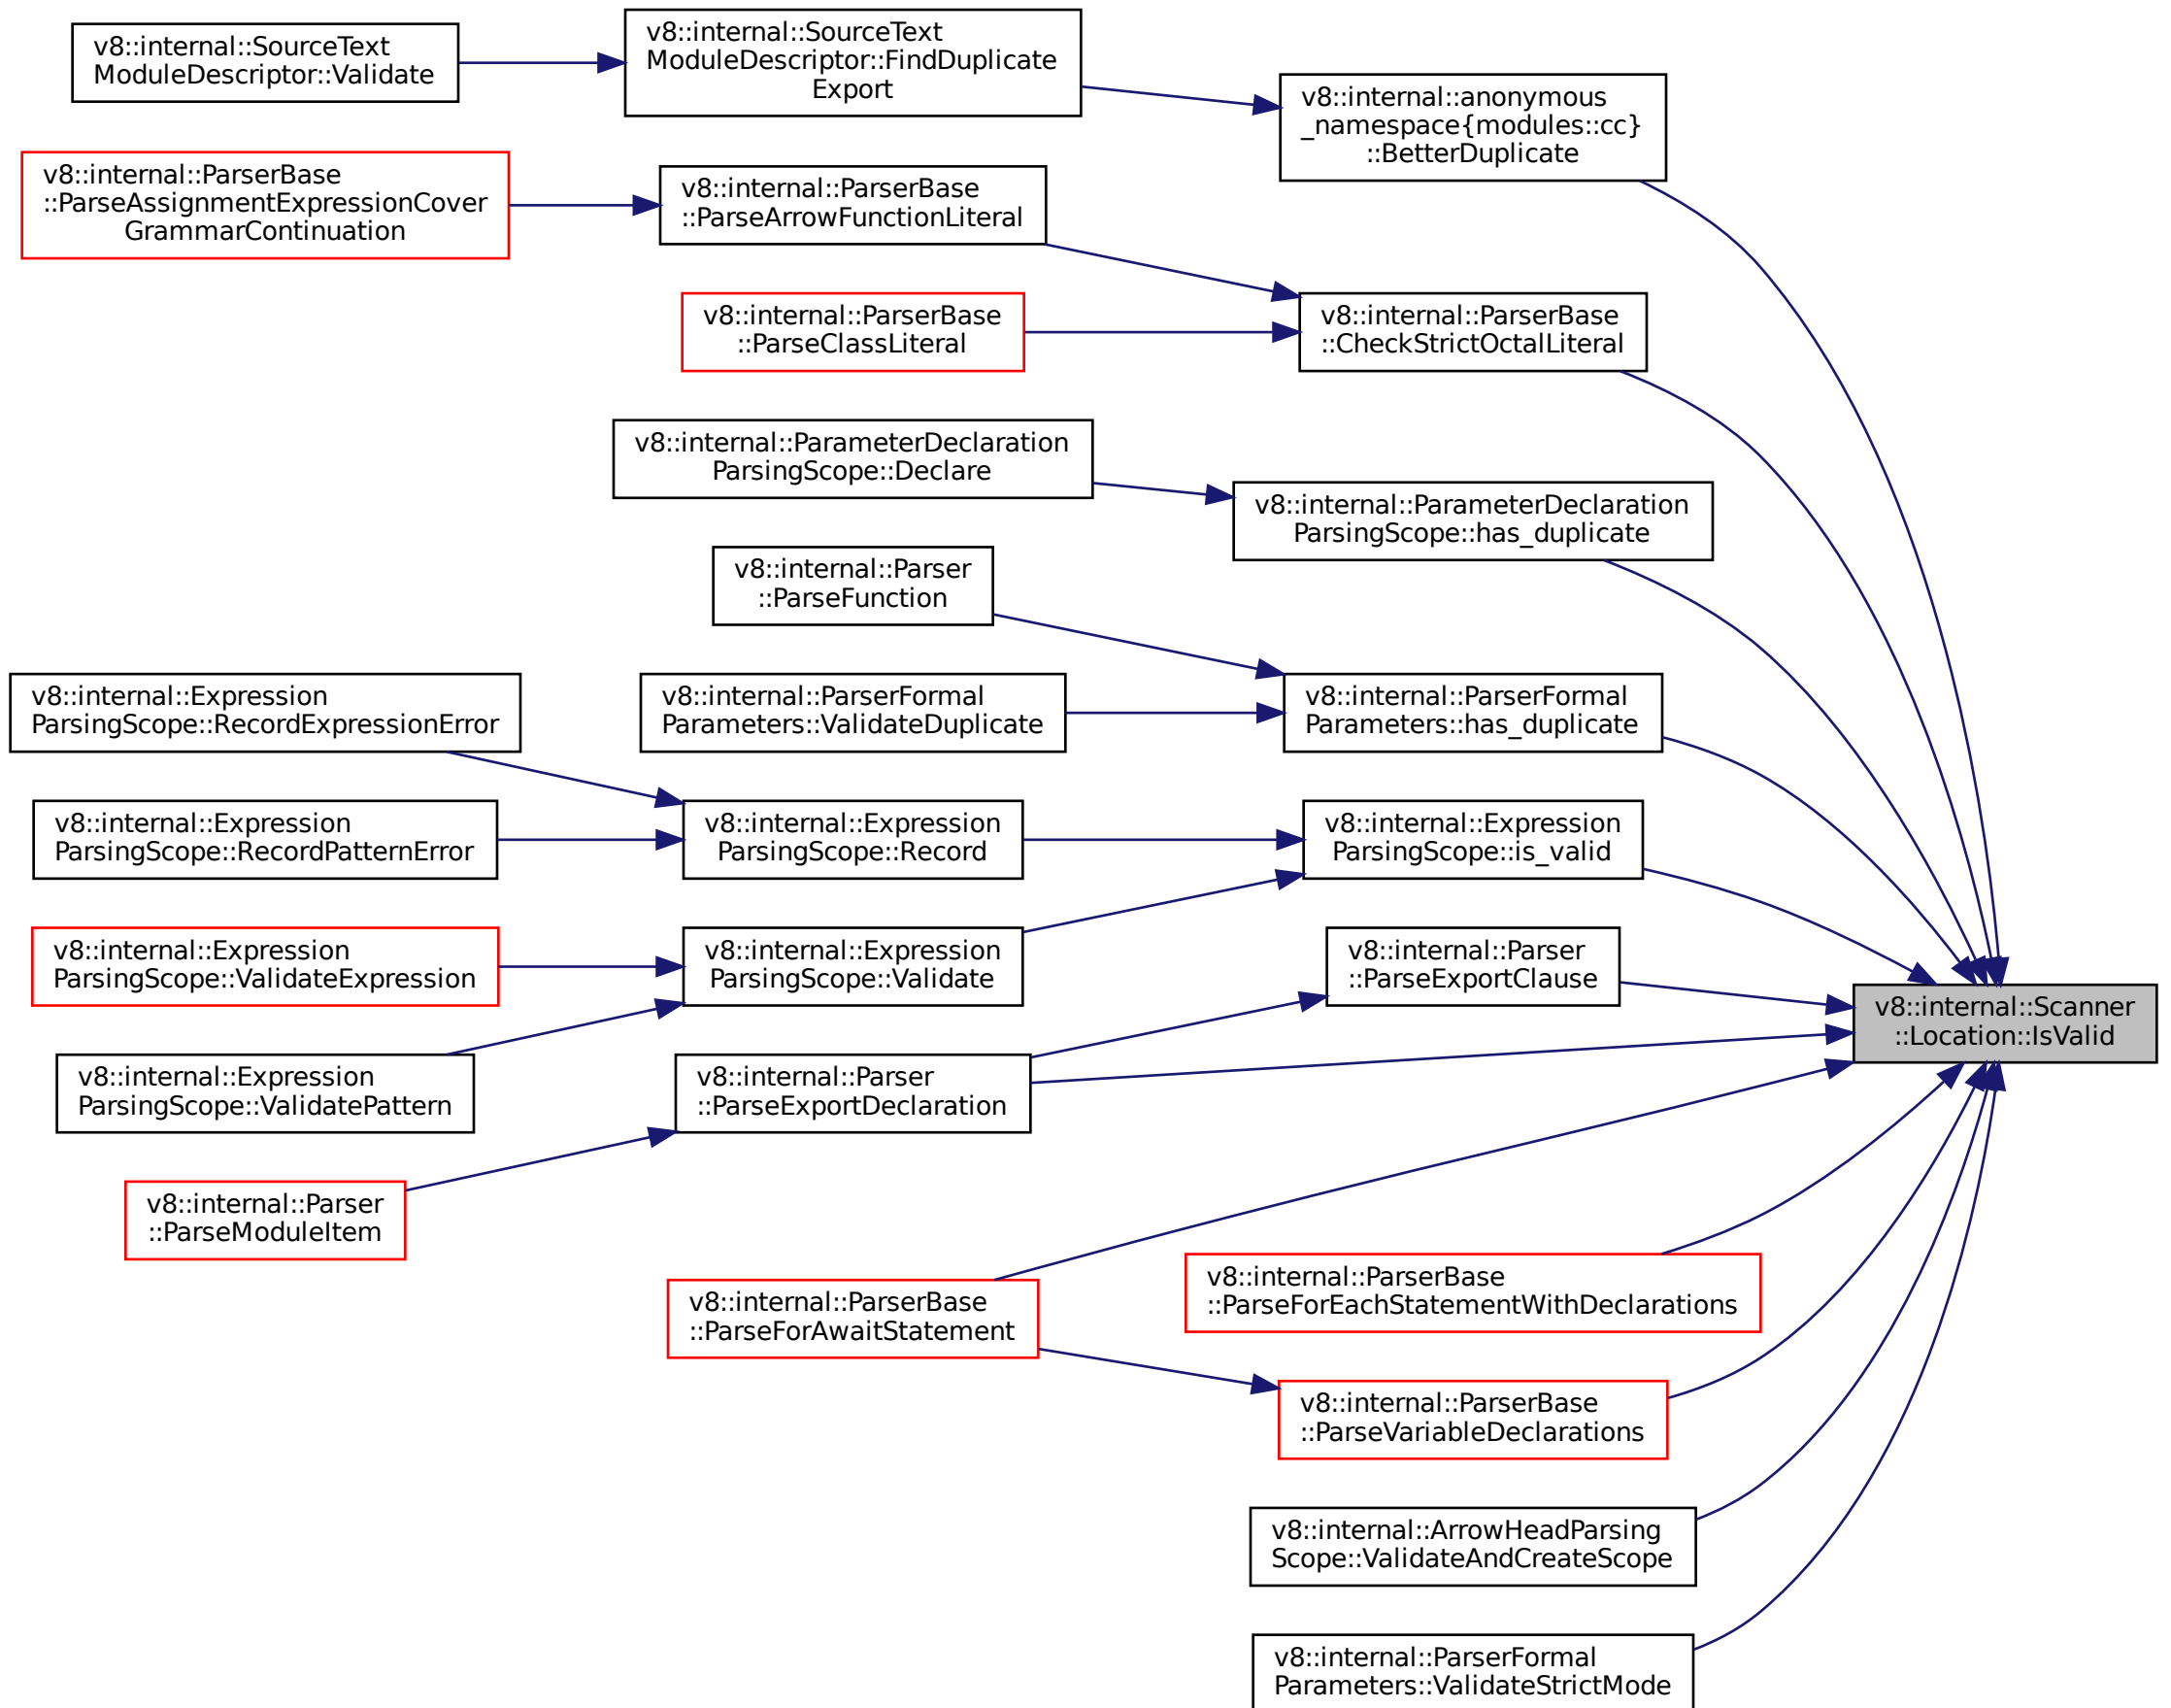 v8::internal::SourceText
ModuleDescriptor::Validate
v8::internal::SourceText
ModuleDescriptor::FindDuplicate
Export
v8::internal::anonymous
_namespace{modules::cc}
::BetterDuplicate
v8::internal::ParserBase
::ParseAssignmentExpressionCover
GrammarContinuation
v8::internal::ParserBase
::ParseArrowFunctionLiteral
v8::internal::ParserBase
::ParseClassLiteral
v8::internal::ParserBase
::CheckStrictOctalLiteral
v8::internal::ParameterDeclaration
ParsingScope::Declare
v8::internal::ParameterDeclaration
ParsingScope::has_duplicate
v8::internal::Parser
::ParseFunction
v8::internal::ParserFormal
Parameters::ValidateDuplicate
v8::internal::ParserFormal
Parameters::has_duplicate
v8::internal::Expression
ParsingScope::RecordExpressionError
v8::internal::Expression
ParsingScope::RecordPatternError
v8::internal::Expression
ParsingScope::Record
v8::internal::Expression
ParsingScope::is_valid
v8::internal::Expression
ParsingScope::ValidateExpression
v8::internal::Expression
ParsingScope::Validate
v8::internal::Parser
::ParseExportClause
v8::internal::Scanner
::Location::IsValid
v8::internal::Expression
ParsingScope::ValidatePattern
v8::internal::Parser
::ParseExportDeclaration
v8::internal::Parser
::ParseModuleItem
v8::internal::ParserBase
::ParseForAwaitStatement
v8::internal::ParserBase
::ParseForEachStatementWithDeclarations
v8::internal::ParserBase
::ParseVariableDeclarations
v8::internal::ArrowHeadParsing
Scope::ValidateAndCreateScope
v8::internal::ParserFormal
Parameters::ValidateStrictMode